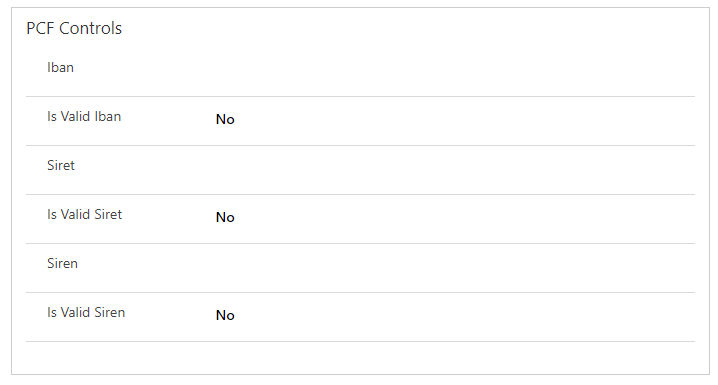 PCF Controls
Iban
Is Valid Iban No
Siret
Is Valid Siret No
Siren
Is Valid Siren No